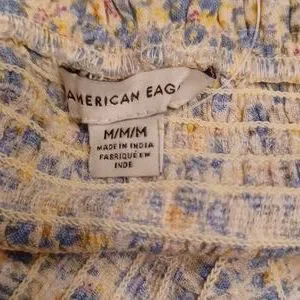 AMERICAN EAG
M/M/M
MADE IN INDIA
FABRIQUÉ EN
INDE